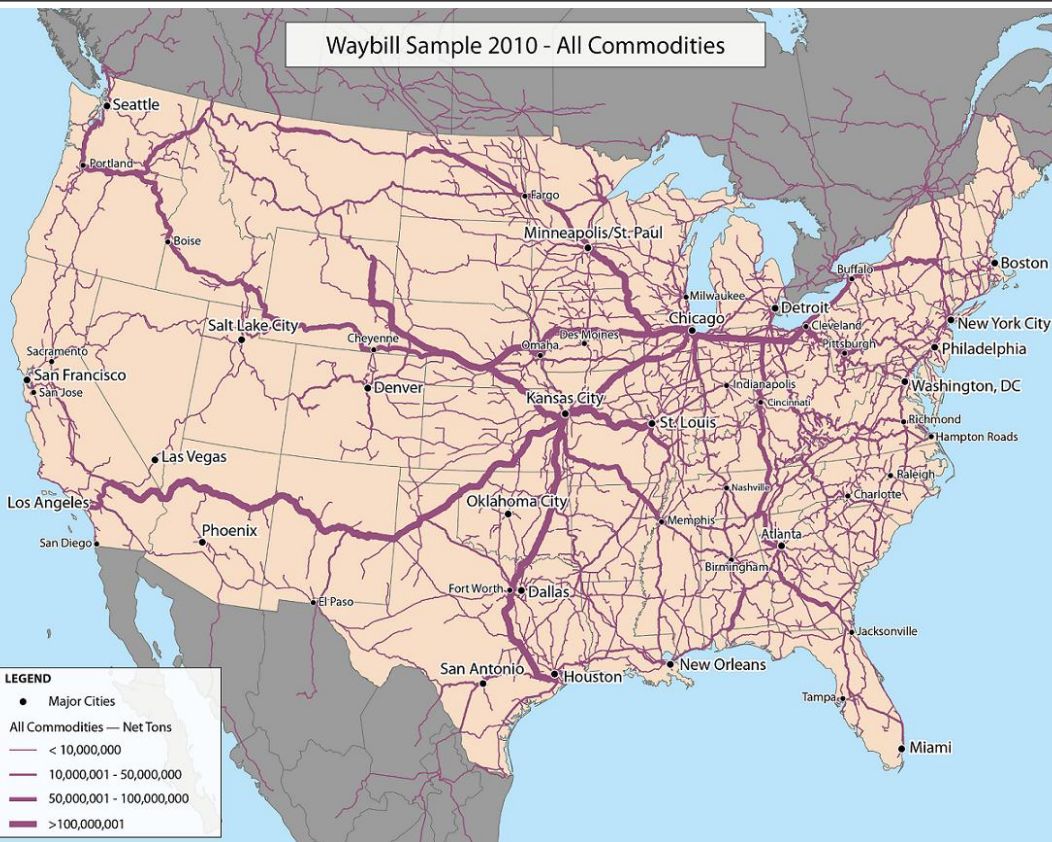 Waybill Sample 2010 - All Commodities
Seattle
Portland
Fargo
Minneapolis/St. Paul
Boise
Boston
Buffalo
Milwaukee
Detroit
Chicago
New York City
Salt Lake City
Cleveland
Cheyenne
Des Moines
Omaha
Pittsburgh
Philadelphia
Sacramento
San Francisco
San Jose
Denver
Indianapolis
Washington, DC
Kansas City
Cincinnati
St. Louis
Richmond
Hampton Roads
Las Vegas
Raleigh
Los Angeles
Oklahoma City
Nashville
Charlotte
Phoenix
Memphis
Atlanta
San Diego
Birmingham
Fort Worth
Dallas
El Paso
Jacksonville
San Antonio
Houston
New Orleans
Tampa
Miami
LEGEND
Major Cities
All Commodities — Net Tons
< 10,000,000
10,000,001 - 50,000,000
50,000,001 - 100,000,000
>100,000,001